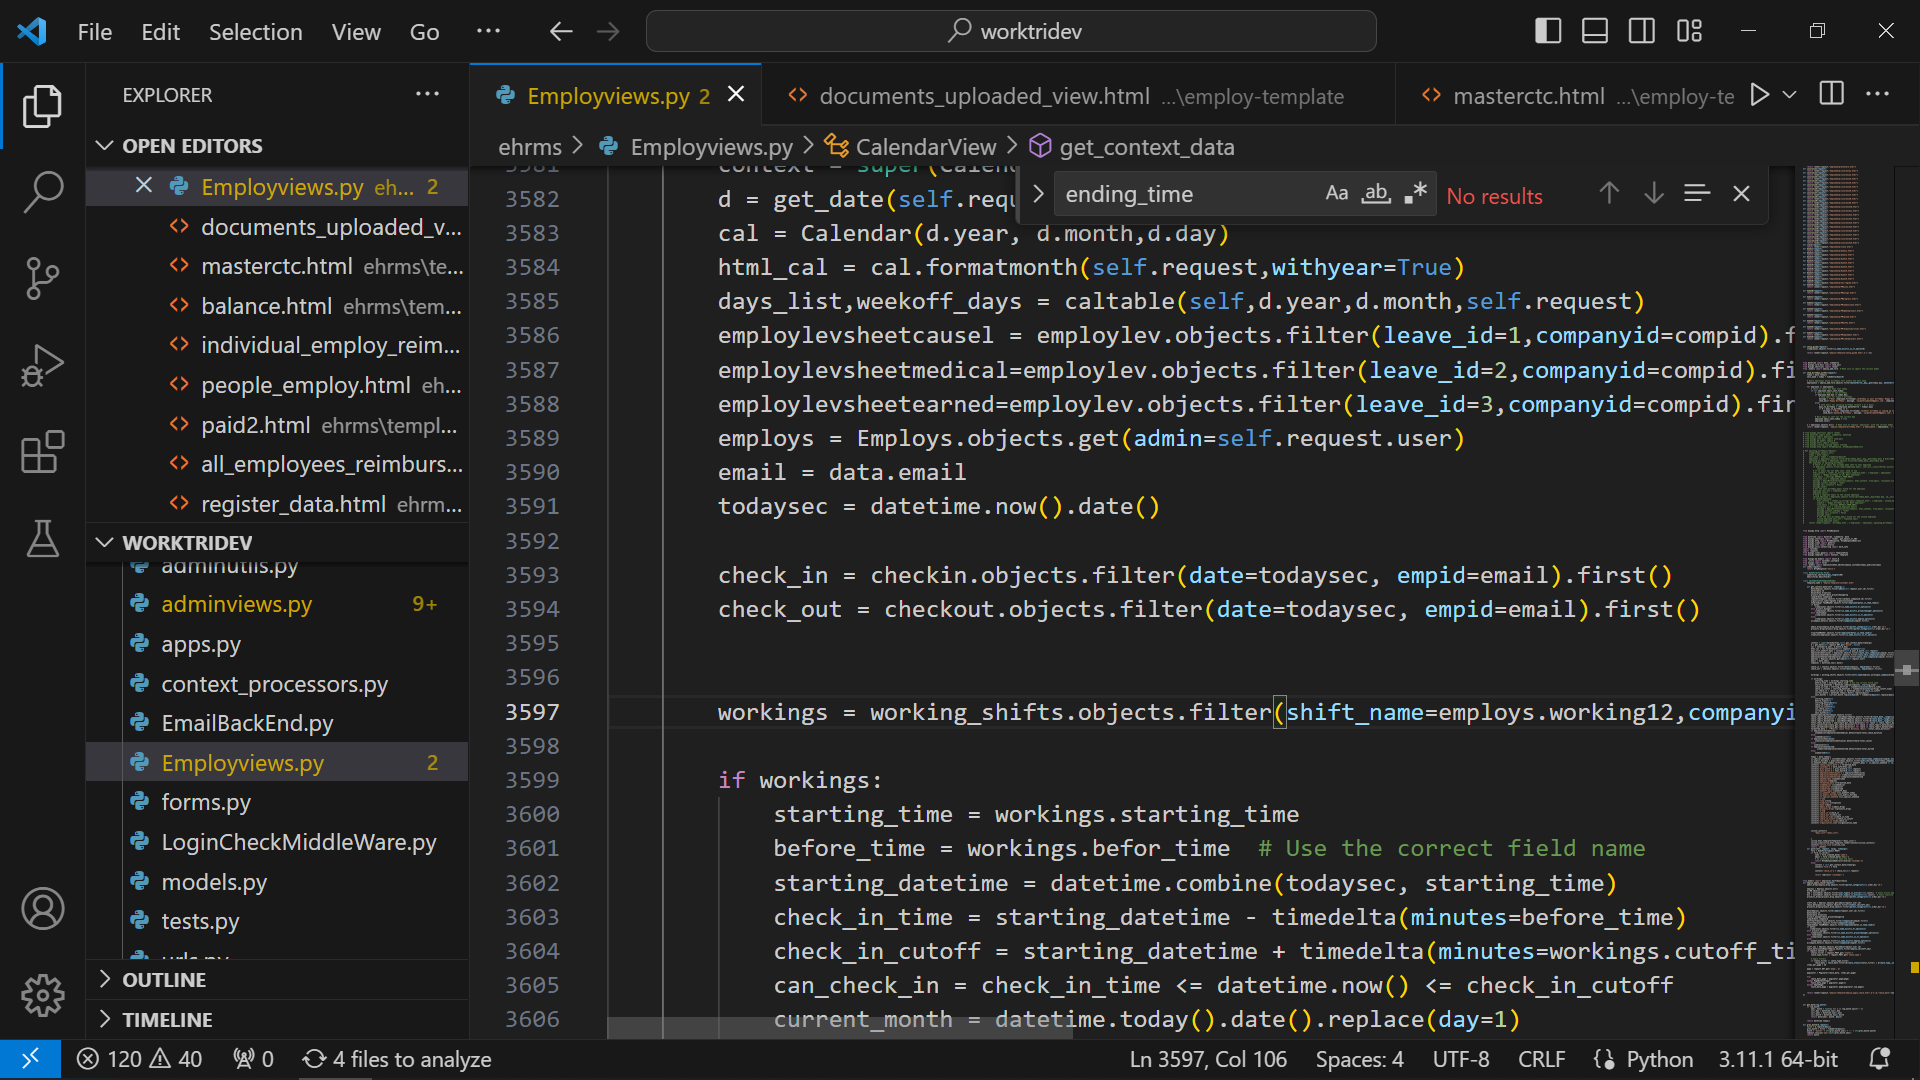 File Edit Selection View Go ···
worktridev
EXPLORER ···
OPEN EDITORS
Employviews.py eh... 2
documents_uploaded_v...
masterctc.html ehrms\te...
balance.html ehrms\tem...
individual_employ_reim...
people_employ.html eh...
paid2.html ehrms\templ...
all_employees_reimburs...
register_data.html ehrm...
WORKTRIDEV
adminutils.py
adminviews.py 9+
apps.py
context_processors.py
EmailBackEnd.py
Employviews.py 2
forms.py
LoginCheckMiddleWare.py
models.py
tests.py
urls.py
OUTLINE
TIMELINE
Employviews.py 2
documents_uploaded_view.html ...\employ-template
masterctc.html ...\employ-te
ehrms > Employviews.py > CalendarView > get_context_data
ending_time Aa ab .* No results
3581 context = super(Calend
3582 d = get_date(self.requ
3583 cal = Calendar(d.year, d.month,d.day)
3584 html_cal = cal.formatmonth(self.request,withyear=True)
3585 days_list,weekoff_days = caltable(self,d.year,d.month,self.request)
3586 employlevsheetcausel = employlev.objects.filter(leave_id=1,companyid=compid).f
3587 employlevsheetmedical=employlev.objects.filter(leave_id=2,companyid=compid).fi
3588 employlevsheetearned=employlev.objects.filter(leave_id=3,companyid=compid).fir
3589 employs = Employs.objects.get(admin=self.request.user)
3590 email = data.email
3591 todaysec = datetime.now().date()
3592
3593 check_in = checkin.objects.filter(date=todaysec, empid=email).first()
3594 check_out = checkout.objects.filter(date=todaysec, empid=email).first()
3595
3596
3597 workings = working_shifts.objects.filter(shift_name=employs.working12,companyi
3598
3599 if workings:
3600 starting_time = workings.starting_time
3601 before_time = workings.befor_time # Use the correct field name
3602 starting_datetime = datetime.combine(todaysec, starting_time)
3603 check_in_time = starting_datetime - timedelta(minutes=before_time)
3604 check_in_cutoff = starting_datetime + timedelta(minutes=workings.cutoff_ti
3605 can_check_in = check_in_time <= datetime.now() <= check_in_cutoff
3606 current_month = datetime.today().date().replace(day=1)
120 40 0 4 files to analyze Ln 3597, Col 106 Spaces: 4 UTF-8 CRLF {} Python 3.11.1 64-bit